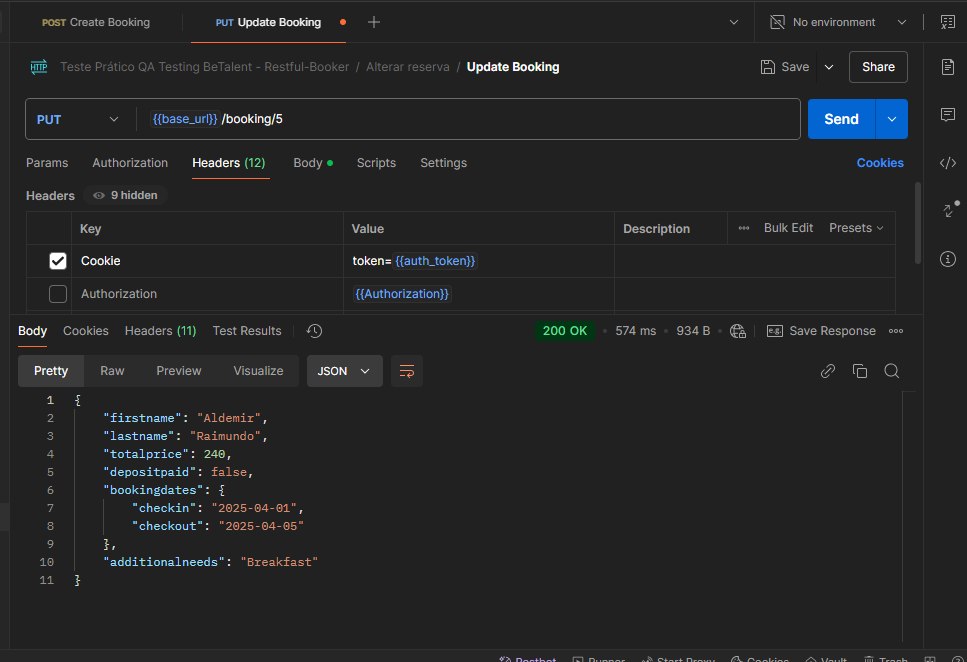 POST Create Booking
PUT Update Booking
No environment
HTTP Teste Prático QA Testing BeTalent - Restful-Booker / Alterar reserva / Update Booking
Save
Share
PUT {{base_url}} /booking/5
Send
Params Authorization Headers (12) Body Scripts Settings
Cookies
Headers 9 hidden
Key Value Description Bulk Edit Presets
Cookie token= {{auth_token}}
Authorization {{Authorization}}
Body Cookies Headers (11) Test Results
200 OK 574 ms 934 B e.g. Save Response
Pretty Raw Preview Visualize JSON
1 {
2 "firstname": "Aldemir",
3 "lastname": "Raimundo",
4 "totalprice": 240,
5 "depositpaid": false,
6 "bookingdates": {
7 "checkin": "2025-04-01",
8 "checkout": "2025-04-05"
9 },
10 "additionalneeds": "Breakfast"
11 }
Postbot Runner Start Proxy Cookies Vault Trash